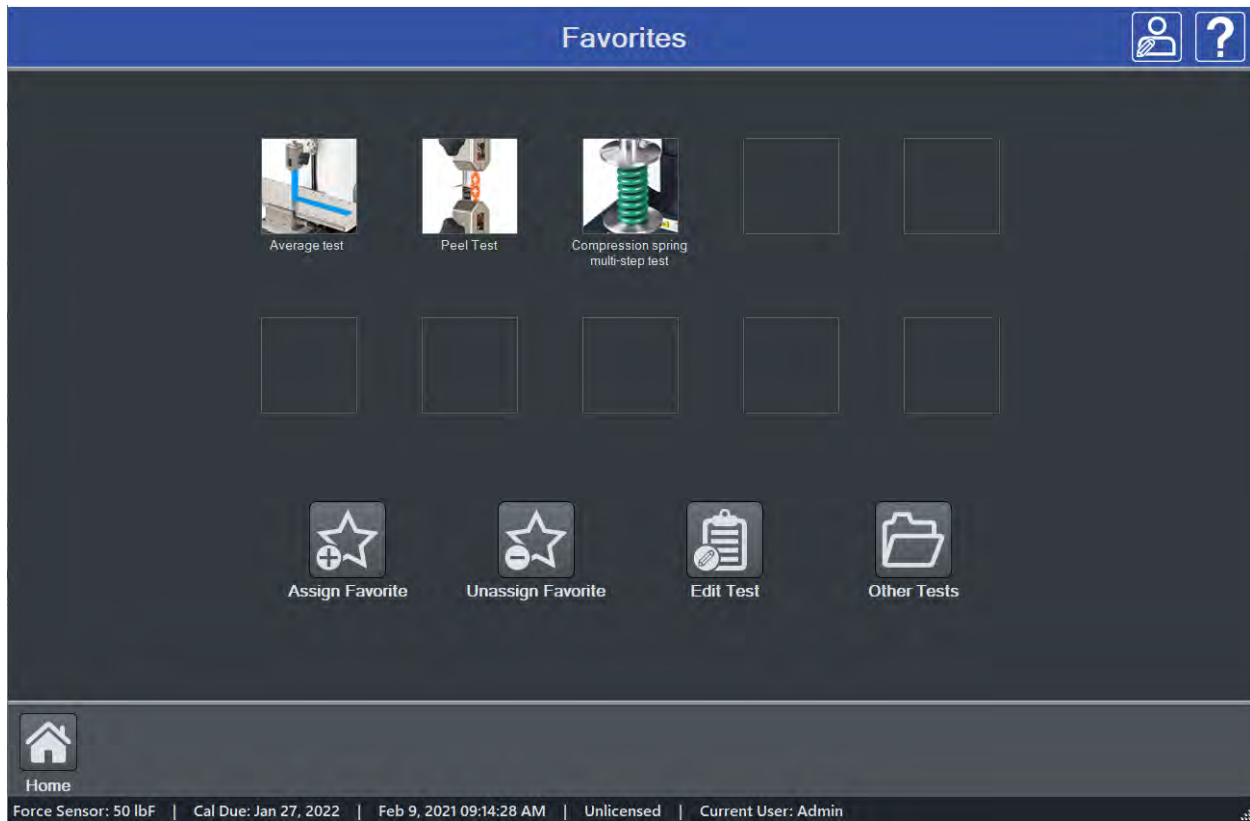 Favorites
?
Average test
Peel Test
Compression spring
multi-step test
Assign Favorite
Unassign Favorite
Edit Test
Other Tests
Home
Force Sensor: 50 lbF | Cal Due: Jan 27, 2022 | Feb 9, 2021 09:14:28 AM | Unlicensed | Current User: Admin